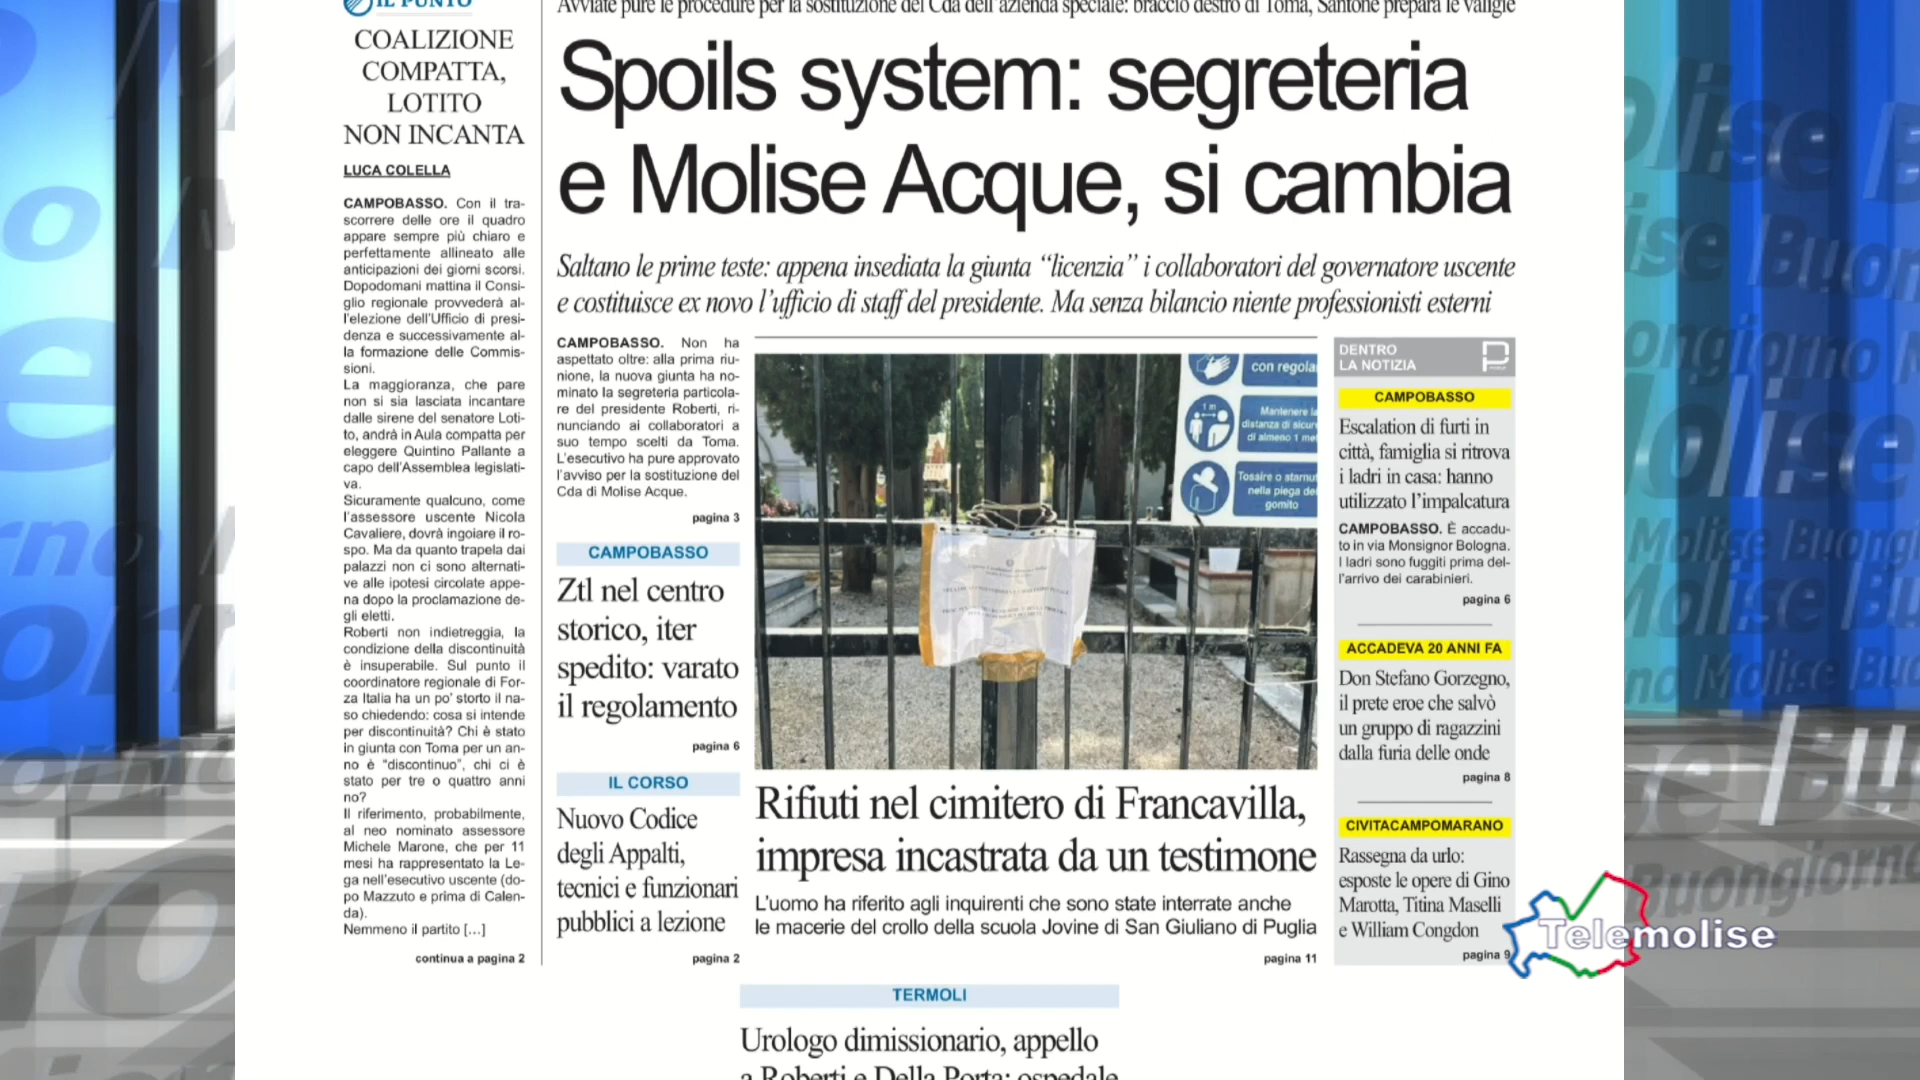 IL PUNTO
COALIZIONE
COMPATTA,
LOTITO
NON INCANTA
LUCA COLELLA
CAMPOBASSO. Con il tra-
scorrere delle ore il quadro
appare sempre più chiaro e
perfettamente allineato alle
anticipazioni dei giorni scorsi.
Dopodomani mattina il Consi-
glio regionale provvederà al-
l'elezione dell'Ufficio di presi-
denza e successivamente al-
la formazione delle Commis-
sioni.
La maggioranza, che pare
non si sia lasciata incantare
dalle sirene del senatore Loti-
to, andrà in Aula compatta per
eleggere Quintino Pallante a
capo dell'Assemblea legislati-
va.
Sicuramente qualcuno, come
l'assessore uscente Nicola
Cavaliere, dovrà ingoiare il ro-
spo. Ma da quanto trapela dai
palazzi non ci sono alternati-
ve alle ipotesi circolate appe-
na dopo la proclamazione de-
gli eletti.
Roberti non indietreggia, la
condizione della discontinuità
è insuperabile. Sul punto il
coordinatore regionale di For-
za Italia ha un po' storto il na-
so chiedendo: cosa si intende
per discontinuità? Chi è stato
in giunta con Toma per un an-
no è "discontinuo", chi ci è
stato per tre o quattro anni
no?
Il riferimento, probabilmente,
al neo nominato assessore
Michele Marone, che per 11
mesi ha rappresentato la Le-
ga nell'esecutivo uscente (do-
po Mazzuto e prima di Calen-
da).
Nemmeno il partito [...]
continua a pagina 2
Avviate pure le procedure per la sostituzione del Cda dell'azienda speciale: braccio destro di Toma, Santone prepara le valigie
Spoils system: segreteria
e Molise Acque, si cambia
Saltano le prime teste: appena insediata la giunta "licenzia" i collaboratori del governatore uscente
e costituisce ex novo l'ufficio di staff del presidente. Ma senza bilancio niente professionisti esterni
CAMPOBASSO. Non ha
aspettato oltre: alla prima riu-
nione, la nuova giunta ha no-
minato la segreteria particola-
re del presidente Roberti, ri-
nunciando ai collaboratori a
suo tempo scelti da Toma.
L'esecutivo ha pure approvato
l'avviso per la sostituzione del
Cda di Molise Acque.
pagina 3
CAMPOBASSO
Ztl nel centro
storico, iter
spedito: varato
il regolamento
pagina 6
IL CORSO
Nuovo Codice
degli Appalti,
tecnici e funzionari
pubblici a lezione
pagina 2
con regola
1 m
Mantenere la
distanza di sicur
di almeno 1 me
Tossire o starnut
nella piega de
gomito
Rifiuti nel cimitero di Francavilla,
impresa incastrata da un testimone
L'uomo ha riferito agli inquirenti che sono state interrate anche
le macerie del crollo della scuola Jovine di San Giuliano di Puglia
pagina 11
DENTRO
LA NOTIZIA
CAMPOBASSO
Escalation di furti in
città, famiglia si ritrova
i ladri in casa: hanno
utilizzato l'impalcatura
CAMPOBASSO. È accadu-
to in via Monsignor Bologna.
I ladri sono fuggiti prima del-
l'arrivo dei carabinieri.
pagina 6
ACCADEVA 20 ANNI FA
Don Stefano Gorzegno,
il prete eroe che salvò
un gruppo di ragazzini
dalla furia delle onde
pagina 8
CIVITACAMPOMARANO
Rassegna da urlo:
esposte le opere di Gino
Marotta, Titina Maselli
e William Congdon
pagina 9
TERMOLI
Urologo dimissionario, appello
a Roberti e Della Porta: ospedale
Telemolise
Buongiorno
Molise